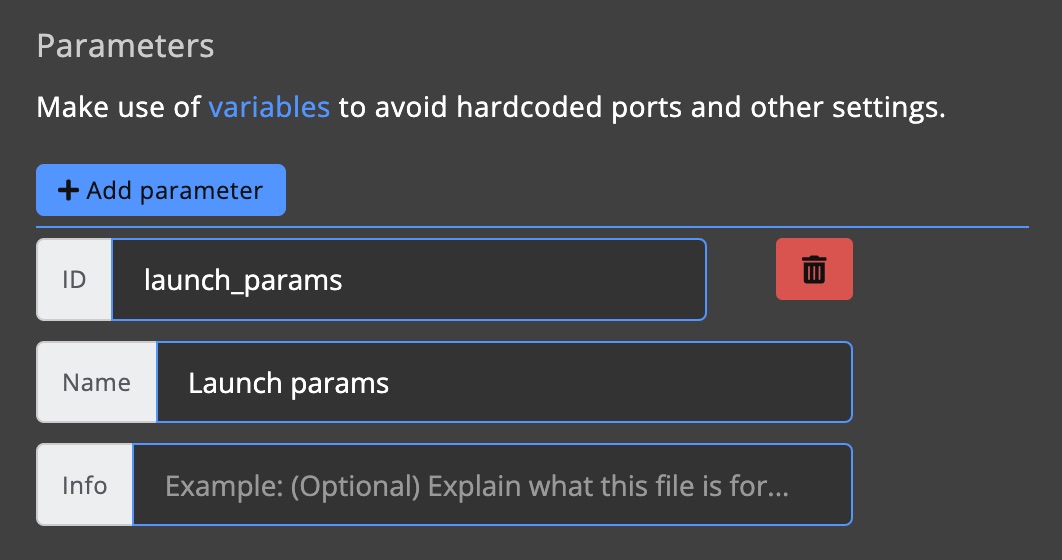 Parameters
Make use of variables to avoid hardcoded ports and other settings.
Add parameter
ID launch_params
Name Launch params
Info Example: (Optional) Explain what this file is for...